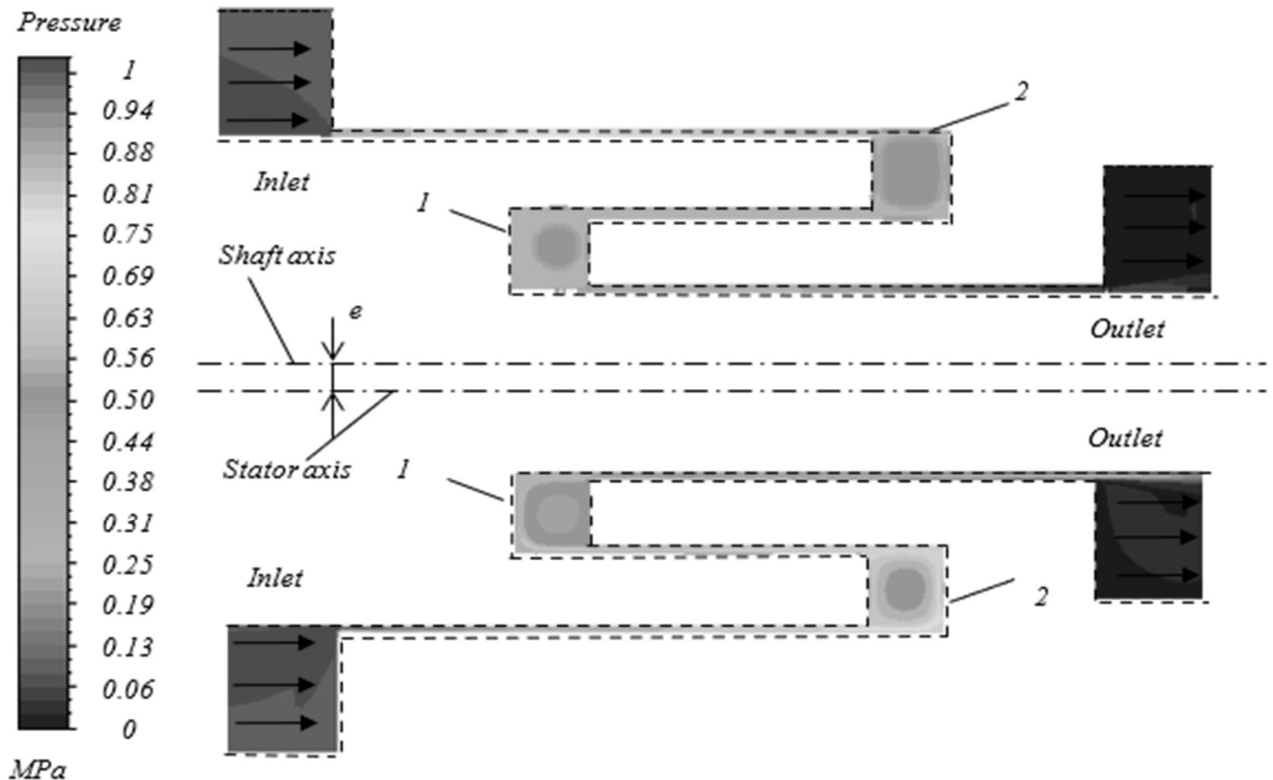 Pressure
1
0.94
0.88
0.81
0.75
0.69
0.63
0.56
0.50
0.44
0.38
0.31
0.25
0.19
0.13
0.06
0
MPa
Inlet
2
1
Shaft axis
e
Outlet
Stator axis
1
Outlet
Inlet
2